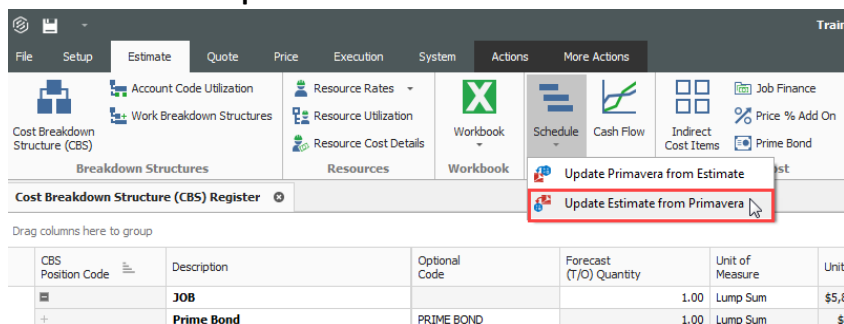 Train
File Setup Estimate Quote Price Execution System Actions More Actions
Account Code Utilization Resource Rates Job Finance
Work Breakdown Structures Resource Utilization Price % Add On
Cost Breakdown Structure (CBS) Resource Cost Details Workbook Schedule Cash Flow Indirect Cost Items Prime Bond
Breakdown Structures Resources Workbook
Update Primavera from Estimate
Cost Breakdown Structure (CBS) Register
Update Estimate from Primavera
Drag columns here to group
CBS Position Code Description Optional Code Forecast (T/O) Quantity Unit of Measure Unit
JOB 1.00 Lump Sum $5,8
Prime Bond PRIME BOND 1.00 Lump Sum $